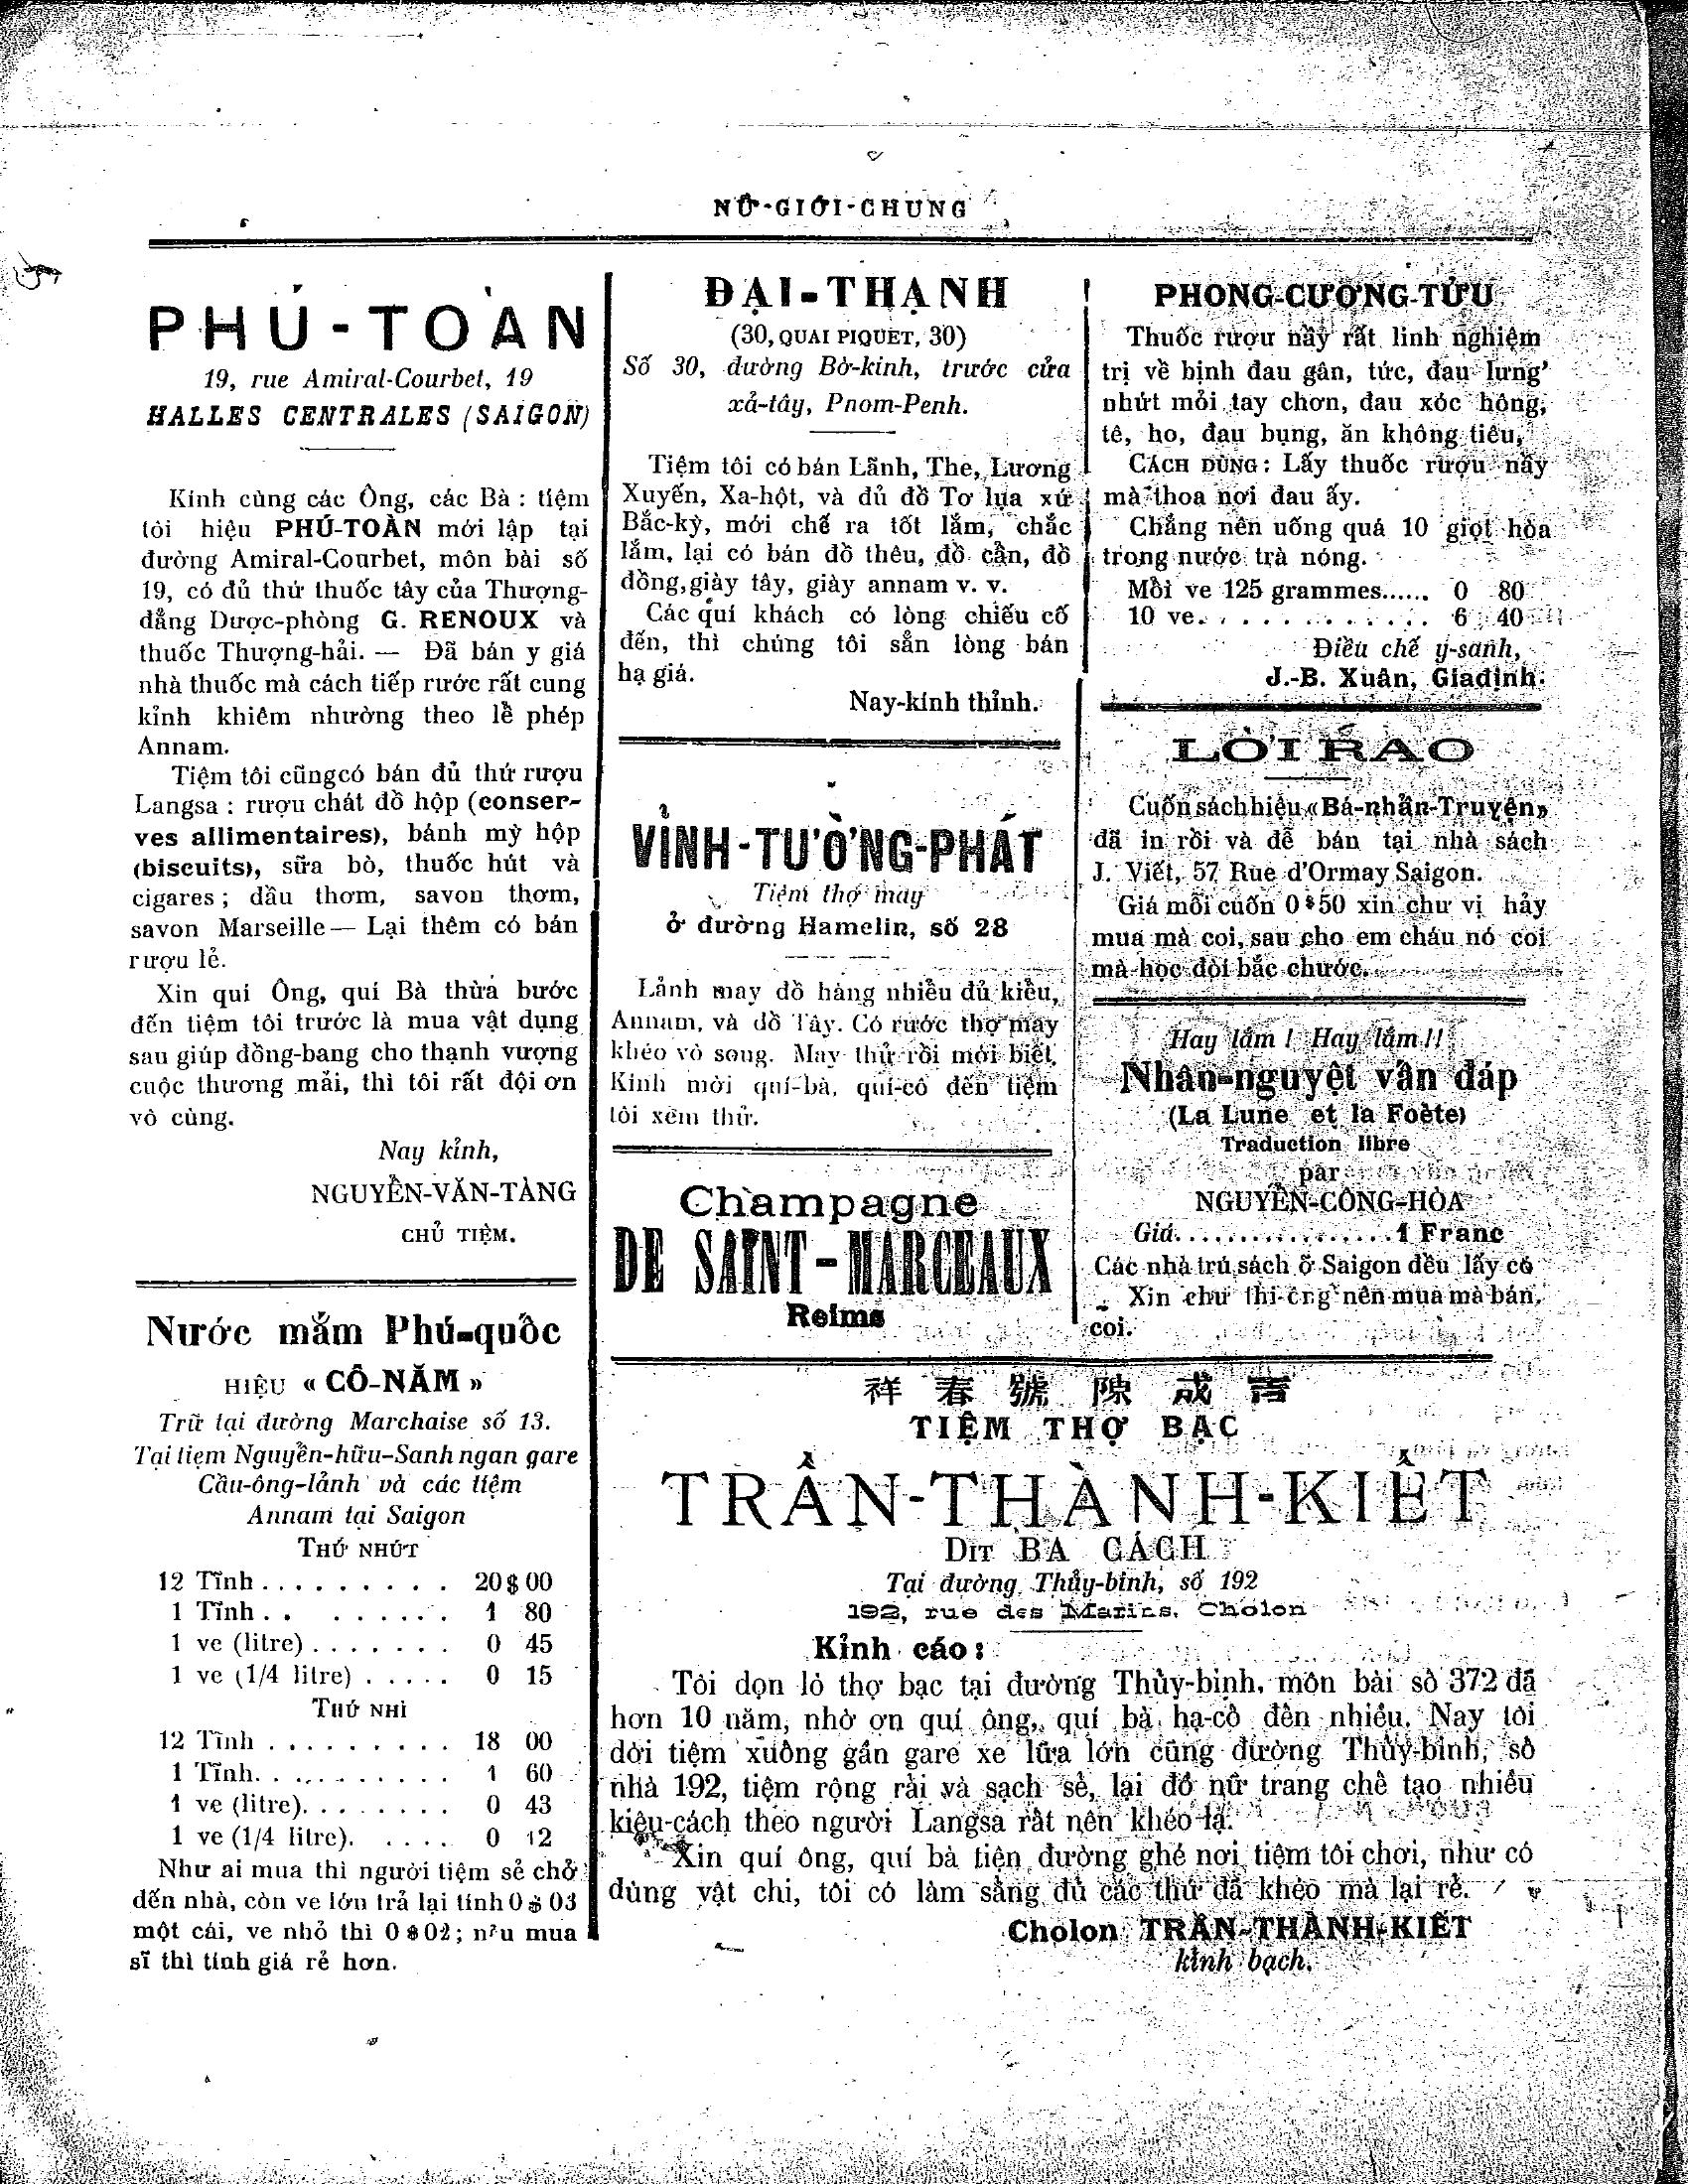 NỮ-GIỚI-CHUNG
PHÚ-TOÀN
19, rue Amiral-Courbet, 19
HALLES CENTRALES (SAIGON)
Kính cùng các Ông, các Bà : tiệm
tôi hiệu PHÚ-TOÀN mới lập tại
đường Amiral-Courbet, môn bài số
19, có đủ thứ thuốc tây của Thượng-
đẳng Dược-phòng G. RENOUX và
thuốc Thượng-hải. — Đã bán y giá
nhà thuốc mà cách tiếp rước rất cung
kỉnh khiêm nhường theo lề phép
Annam.
Tiệm tôi cũngcó bán đủ thứ rượu
Langsa : rượu chát đồ hộp (conser-
ves allimentaires), bánh mỳ hộp
(biscuits), sữa bò, thuốc hút và
cigares ; dầu thơm, savon thơm,
savon Marseille — Lại thêm có bán
rượu lẻ.
Xin quí Ông, quí Bà thừa bước
đến tiệm tôi trước là mua vật dụng
sau giúp đồng-bang cho thạnh vượng
cuộc thương mải, thì tôi rất đội ơn
vô cùng.
Nay kỉnh,
NGUYỄN-VĂN-TÀNG
CHỦ TIỆM.
Nước mắm Phú-quốc
HIỆU « CÔ-NĂM »
Trữ tại đường Marchaise số 13.
Tại tiệm Nguyễn-hữu-Sanh ngan gare
Cầu-ông-lảnh và các tiệm
Annam tại Saigon
THỨ NHỨT
12 Tĩnh . . . . . . . . . 20 $ 00
1 Tĩnh . . . . . . . . 1 80
1 ve (litre) . . . . . . . 0 45
1 ve (1/4 litre) . . . . . 0 15
THỨ NHÌ
12 Tĩnh . . . . . . . . . 18 00
1 Tĩnh. . . . . . . . . . 1 60
1 ve (litre). . . . . . . . 0 43
1 ve (1/4 litre). . . . . 0 12
Như ai mua thì người tiệm sẻ chở
đến nhà, còn ve lớn trả lại tính 0 $ 03
một cái, ve nhỏ thì 0 $ 02 ; nếu mua
sĩ thì tính giá rẻ hơn.
ĐẠI-THẠNH
(30, QUAI PIQUET, 30)
Số 30, đường Bờ-kinh, trước cửa
xả-tây, Pnom-Penh.
Tiệm tôi có bán Lãnh, The, Lương
Xuyến, Xa-hột, và đủ đồ Tơ lụa xứ
Bắc-kỳ, mới chế ra tốt lắm, chắc
lắm, lại có bán đồ thêu, đồ cẩn, đồ
đồng, giày tây, giày annam v. v.
Các quí khách có lòng chiếu cố
đến, thì chúng tôi sẳn lòng bán
hạ giá.
Nay-kính thỉnh.
VỈNH-TƯỜNG-PHÁT
Tiệm thợ may
ở đường Hamelin, số 28
Lảnh may đồ hàng nhiều đủ kiều,
Annam, và đồ Tây. Có rước thợ may
khéo vô song. May thử rồi mới biết.
Kính mời quí-bà, quí-cô đến tiệm
tôi xem thử.
Champagne
DE SAINT-MARCEAUX
Reims
PHONG-CƯƠNG-TỬU
Thuốc rượu nầy rất linh nghiệm
trị về bịnh đau gân, tức, đau lưng'
nhứt mỏi tay chơn, đau xóc hông,
tê, ho, đau bụng, ăn không tiêu,
CÁCH DÙNG : Lấy thuốc rượu nầy
mà thoa nơi đau ấy.
Chẳng nên uống quá 10 giọt hòa
trong nước trà nóng.
Mỗi ve 125 grammes...... 0 80
10 ve. . . . . . . . . . . . 6 40
Điều chế y-sanh,
J.-B. Xuân, Giađịnh.
LỜI RAO
Cuốn sách hiệu «Bá-nhẫn-Truyện»
đã in rồi và đễ bán tại nhà sách
J. Viết, 57 Rue d'Ormay Saigon.
Giá mỗi cuốn 0$50 xin chư vị hảy
mua mà coi, sau cho em cháu nó coi
mà học đòi bắc chước.
Hay lắm ! Hay lắm !!
Nhân-nguyệt vấn đáp
(La Lune et la Poète)
Traduction libre
par
NGUYỄN-CÔNG-HÒA
Giá. . . . . . . . . . . . . . . 1 Franc
Các nhà trú sách ở Saigon đều lấy có
Xin chư thi-ông nên mua mà bán,
coi.
祥春號陳成吉
TIỆM THỢ BẠC
TRẦN-THÀNH-KIẾT
DIT BA CÁCH
Tại đường Thủy-binh, số 192
192, rue des Marins, Cholon
Kỉnh cáo :
Tôi dọn lò thợ bạc tại đường Thủy-binh, môn bài số 372 đã
hơn 10 năm, nhờ ơn quí ông, quí bà hạ-cố đến nhiều. Nay tôi
dời tiệm xuống gần gare xe lửa lớn cũng đường Thủy-binh, số
nhà 192, tiệm rộng rải và sạch sẻ, lại đồ nữ trang chế tạo nhiều
kiệu-cách theo người Langsa rất nên khéo lạ.
Xin quí ông, quí bà tiện đường ghé nơi tiệm tôi chơi, như có
dùng vật chi, tôi có làm sẳng đủ các thứ đã khéo mà lại rẻ.
Cholon TRẦN-THÀNH-KIẾT
kỉnh bạch.